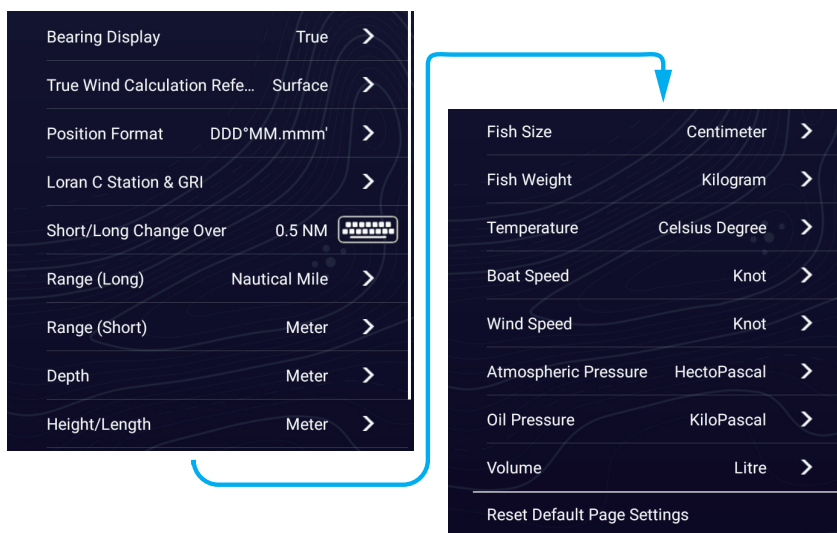 Bearing Display True
True Wind Calculation Refe... Surface
Position Format DDD°MM.mmm'
Loran C Station & GRI
Short/Long Change Over 0.5 NM
Range (Long) Nautical Mile
Range (Short) Meter
Depth Meter
Height/Length Meter
Fish Size Centimeter
Fish Weight Kilogram
Temperature Celsius Degree
Boat Speed Knot
Wind Speed Knot
Atmospheric Pressure HectoPascal
Oil Pressure KiloPascal
Volume Litre
Reset Default Page Settings